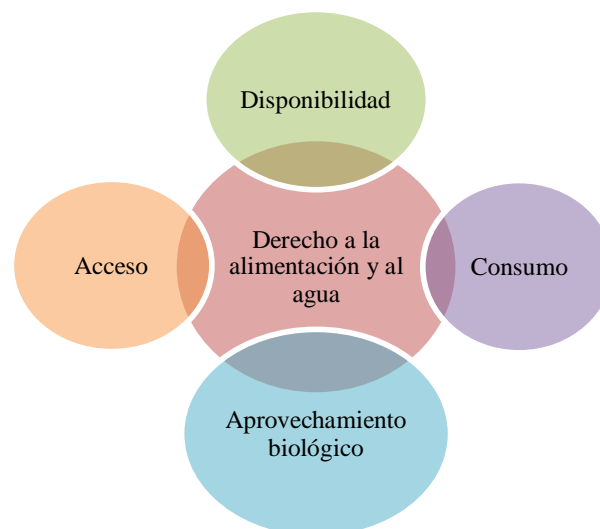 Disponibilidad
Acceso
Derecho a la
alimentación y al
agua
Consumo
Aprovechamiento
biológico